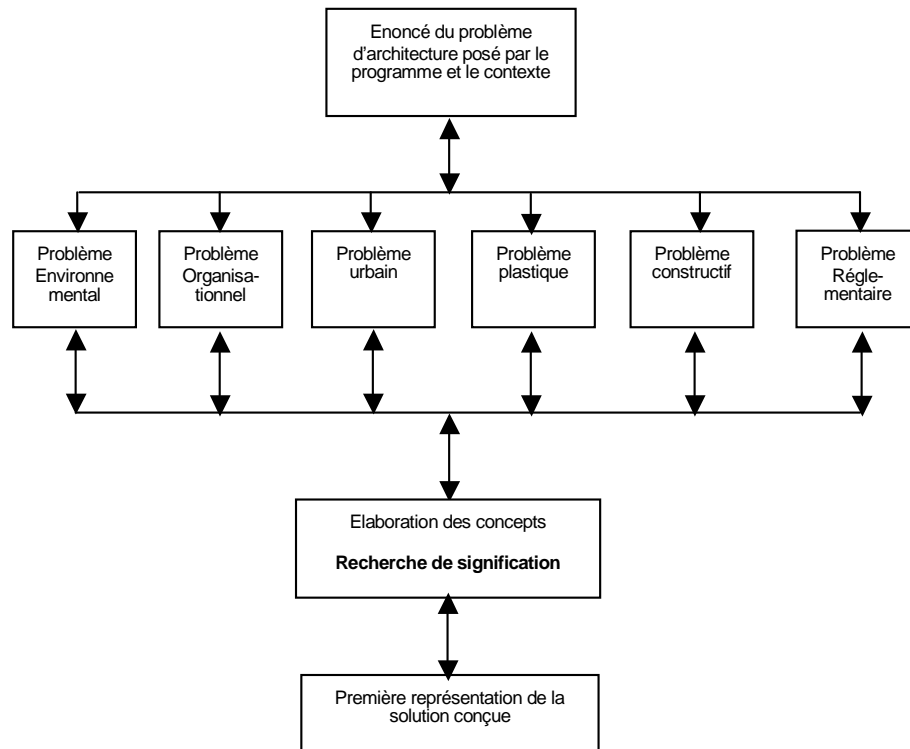 Enoncé du problème
d'architecture posé par le
programme et le contexte
Problème
Environne
mental
Problème
Organisa-
tionnel
Problème
urbain
Problème
plastique
Problème
constructif
Problème
Régle-
mentaire
Elaboration des concepts
Recherche de signification
Première représentation de la
solution conçue